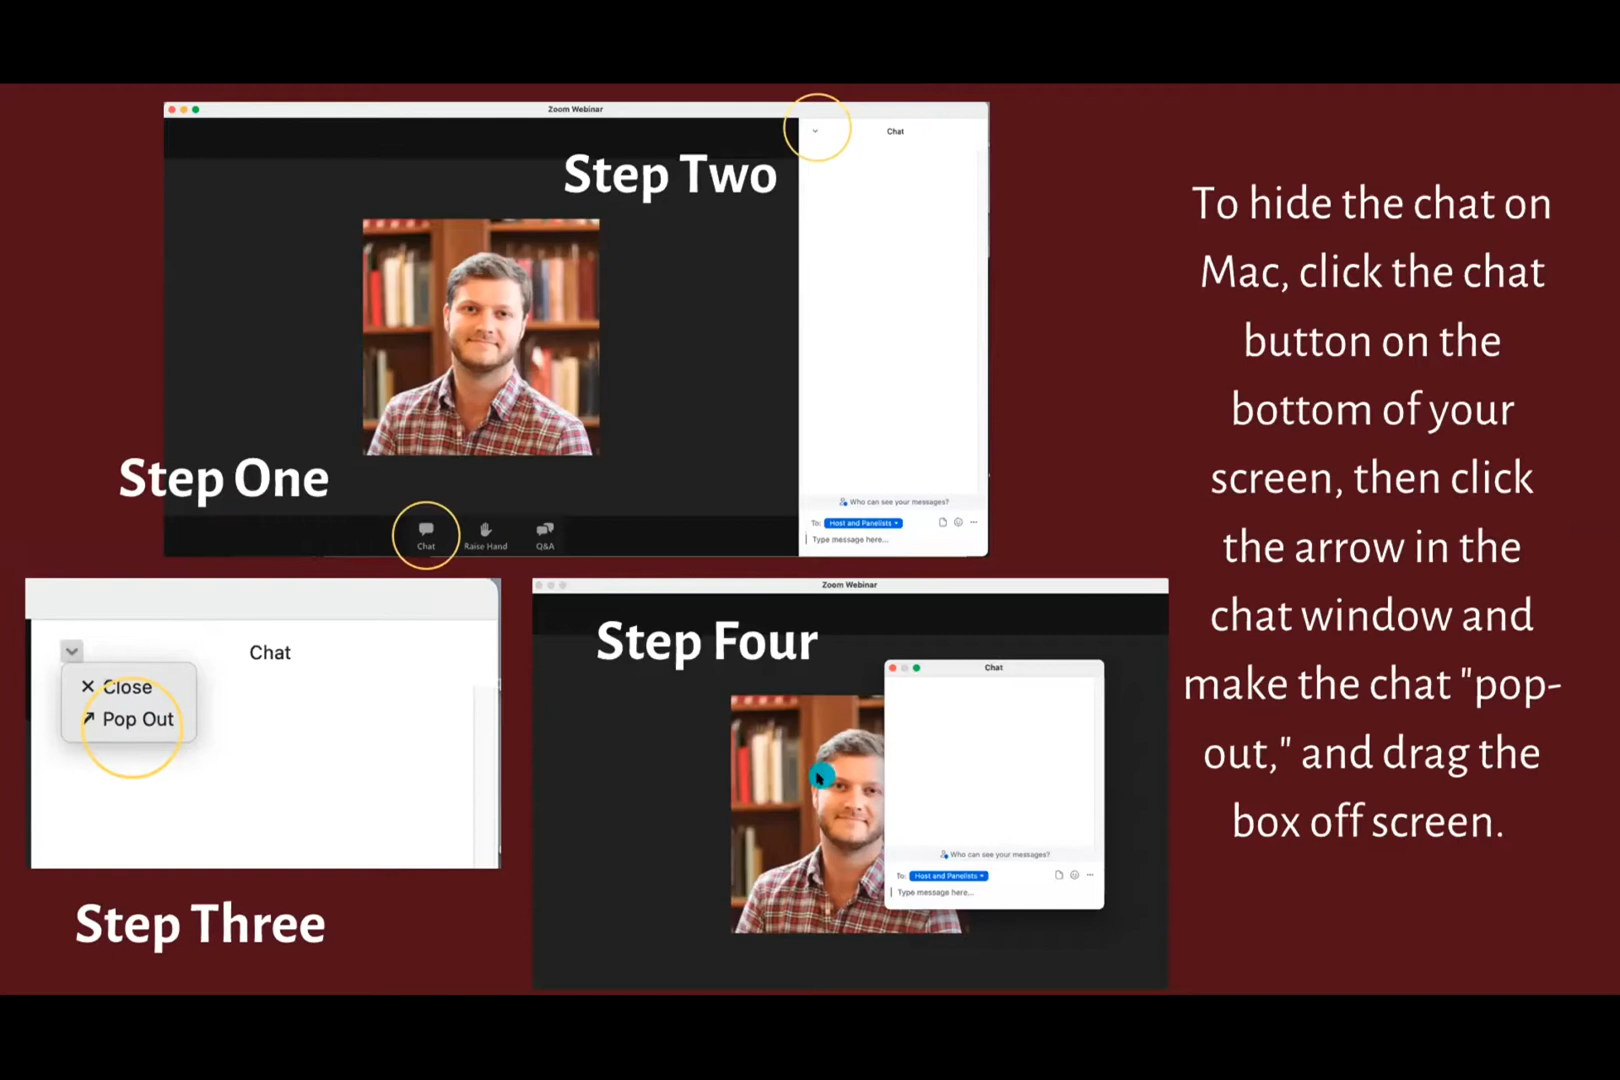 Zoom Webinar
Chat
Step Two
Step One
Who can see your messages?
To: Host and Panelists
Type message here...
Chat
Raise Hand
Q&A
Chat
Close
Pop Out
Step Three
Zoom Webinar
Step Four
Chat
Who can see your messages?
To: Host and Panelists
Type message here...
To hide the chat on
Mac, click the chat
button on the
bottom of your
screen, then click
the arrow in the
chat window and
make the chat "pop-
out," and drag the
box off screen.